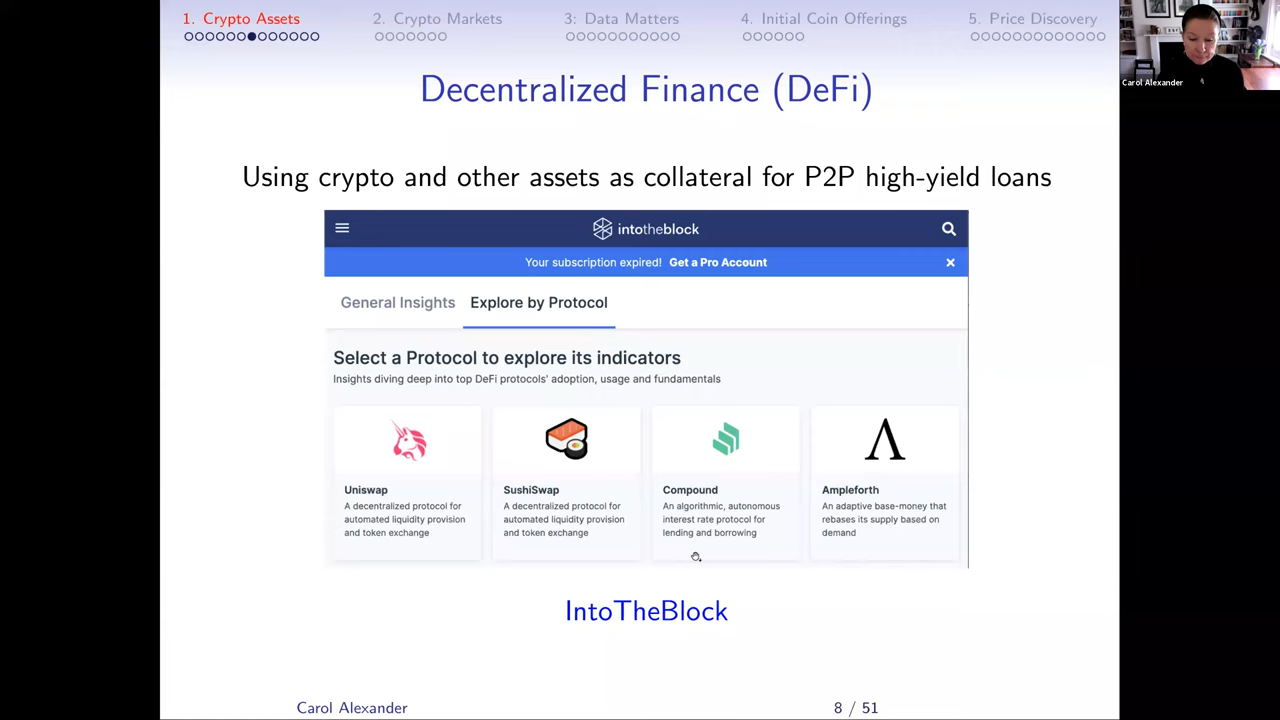 1. Crypto Assets 2. Crypto Markets 3: Data Matters 4. Initial Coin Offerings 5. Price Discovery
Carol Alexander
Decentralized Finance (DeFi)
Using crypto and other assets as collateral for P2P high-yield loans
intotheblock
Your subscription expired! Get a Pro Account
General Insights Explore by Protocol
Select a Protocol to explore its indicators
Insights diving deep into top DeFi protocols' adoption, usage and fundamentals
Uniswap
A decentralized protocol for
automated liquidity provision
and token exchange
SushiSwap
A decentralized protocol for
automated liquidity provision
and token exchange
Compound
An algorithmic, autonomous
interest rate protocol for
lending and borrowing
Ampleforth
An adaptive base-money that
rebases its supply based on
demand
IntoTheBlock
Carol Alexander 8 / 51